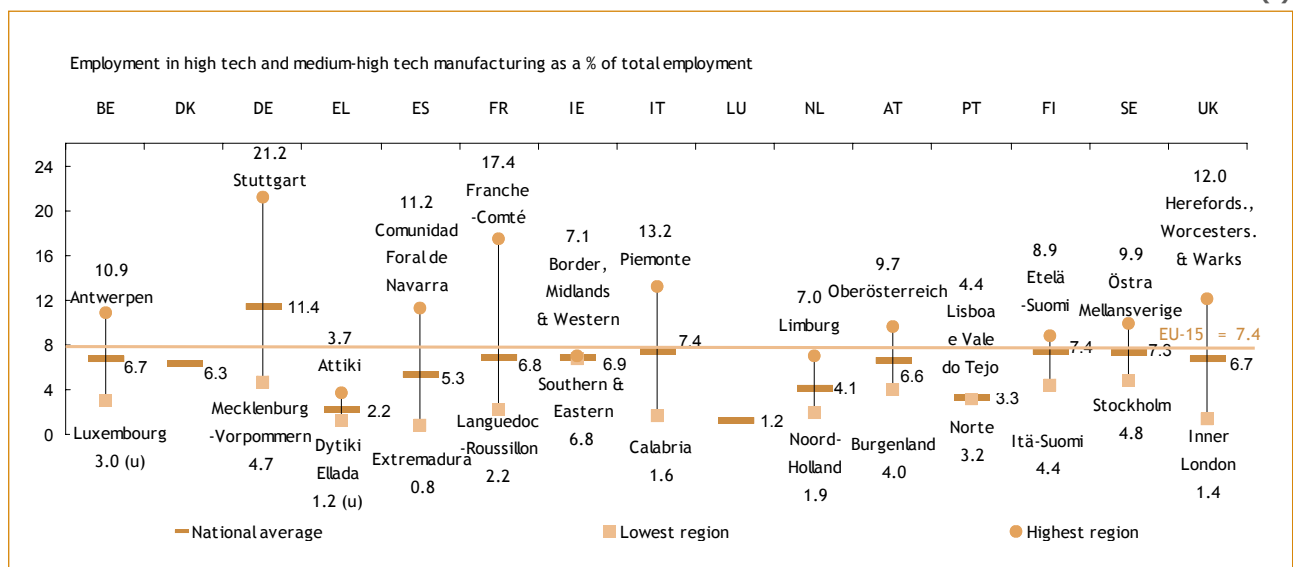 Employment in high tech and medium-high tech manufacturing as a % of total employment
BE DK DE EL ES FR IE IT LU NL AT PT FI SE UK
24
20
16
12
8
4
0
10.9
Antwerpen
6.7
Luxembourg
3.0 (u)
6.3
21.2
Stuttgart
11.4
Mecklenburg
-Vorpommern
4.7
3.7
Attiki
2.2
Dytiki
Ellada
1.2 (u)
11.2
Comunidad
Foral de
Navarra
5.3
Extremadura
0.8
17.4
Franche
-Comté
6.8
Languedoc
-Roussillon
2.2
7.1
Border,
Midlands
& Western
6.9
Southern &
Eastern
6.8
13.2
Piemonte
7.4
Calabria
1.6
1.2
7.0
Limburg
4.1
Noord-
Holland
1.9
9.7
Oberösterreich
6.6
Burgenland
4.0
4.4
Lisboa
e Vale
do Tejo
3.3
Norte
3.2
8.9
Etelä
-Suomi
7.4
Itä-Suomi
4.4
9.9
Östra
Mellansverige
7.3
Stockholm
4.8
12.0
Herefords.,
Worcesters.
& Warks
EU-15 = 7.4
6.7
Inner
London
1.4
National average
Lowest region
Highest region